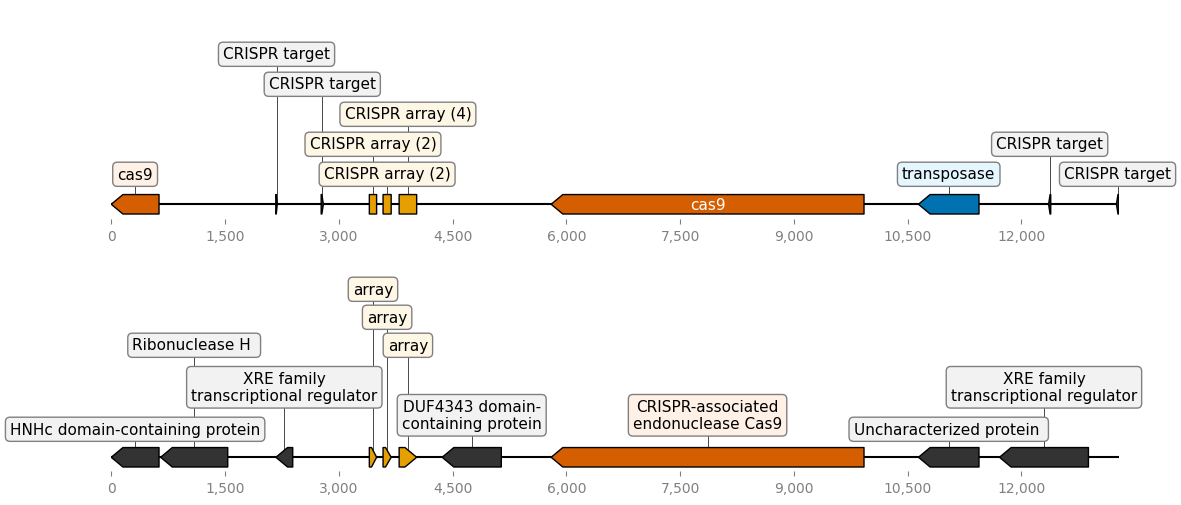 CRISPR target
CRISPR target
CRISPR array (4)
CRISPR array (2)
CRISPR target
cas9
CRISPR array (2)
transposase
CRISPR target
cas9
0
1,500
3,000
4,500
6,000
7,500
9,000
10,500
12,000
array
array
Ribonuclease H
array
XRE family
transcriptional regulator
XRE family
transcriptional regulator
DUF4343 domain-
containing protein
CRISPR-associated
endonuclease Cas9
HNHc domain-containing protein
Uncharacterized protein
0
1,500
3,000
4,500
6,000
7,500
9,000
10,500
12,000